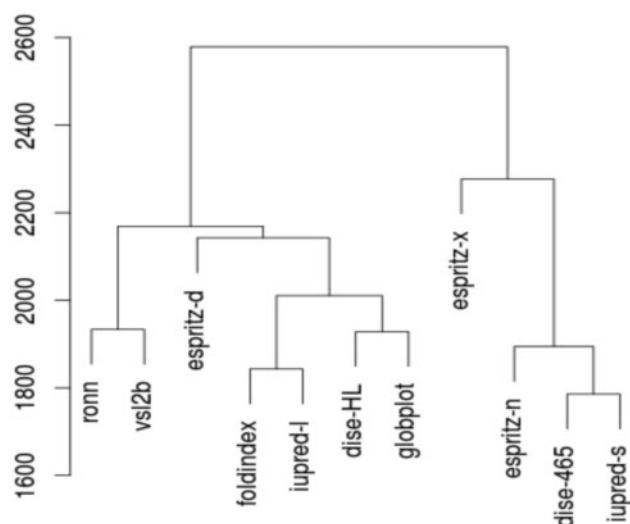 2600
2400
2200
2000
1800
1600
ronn
vsl2b
espritz-d
foldindex
iupred-l
dise-HL
globplot
espritz-x
espritz-n
dise-465
iupred-s